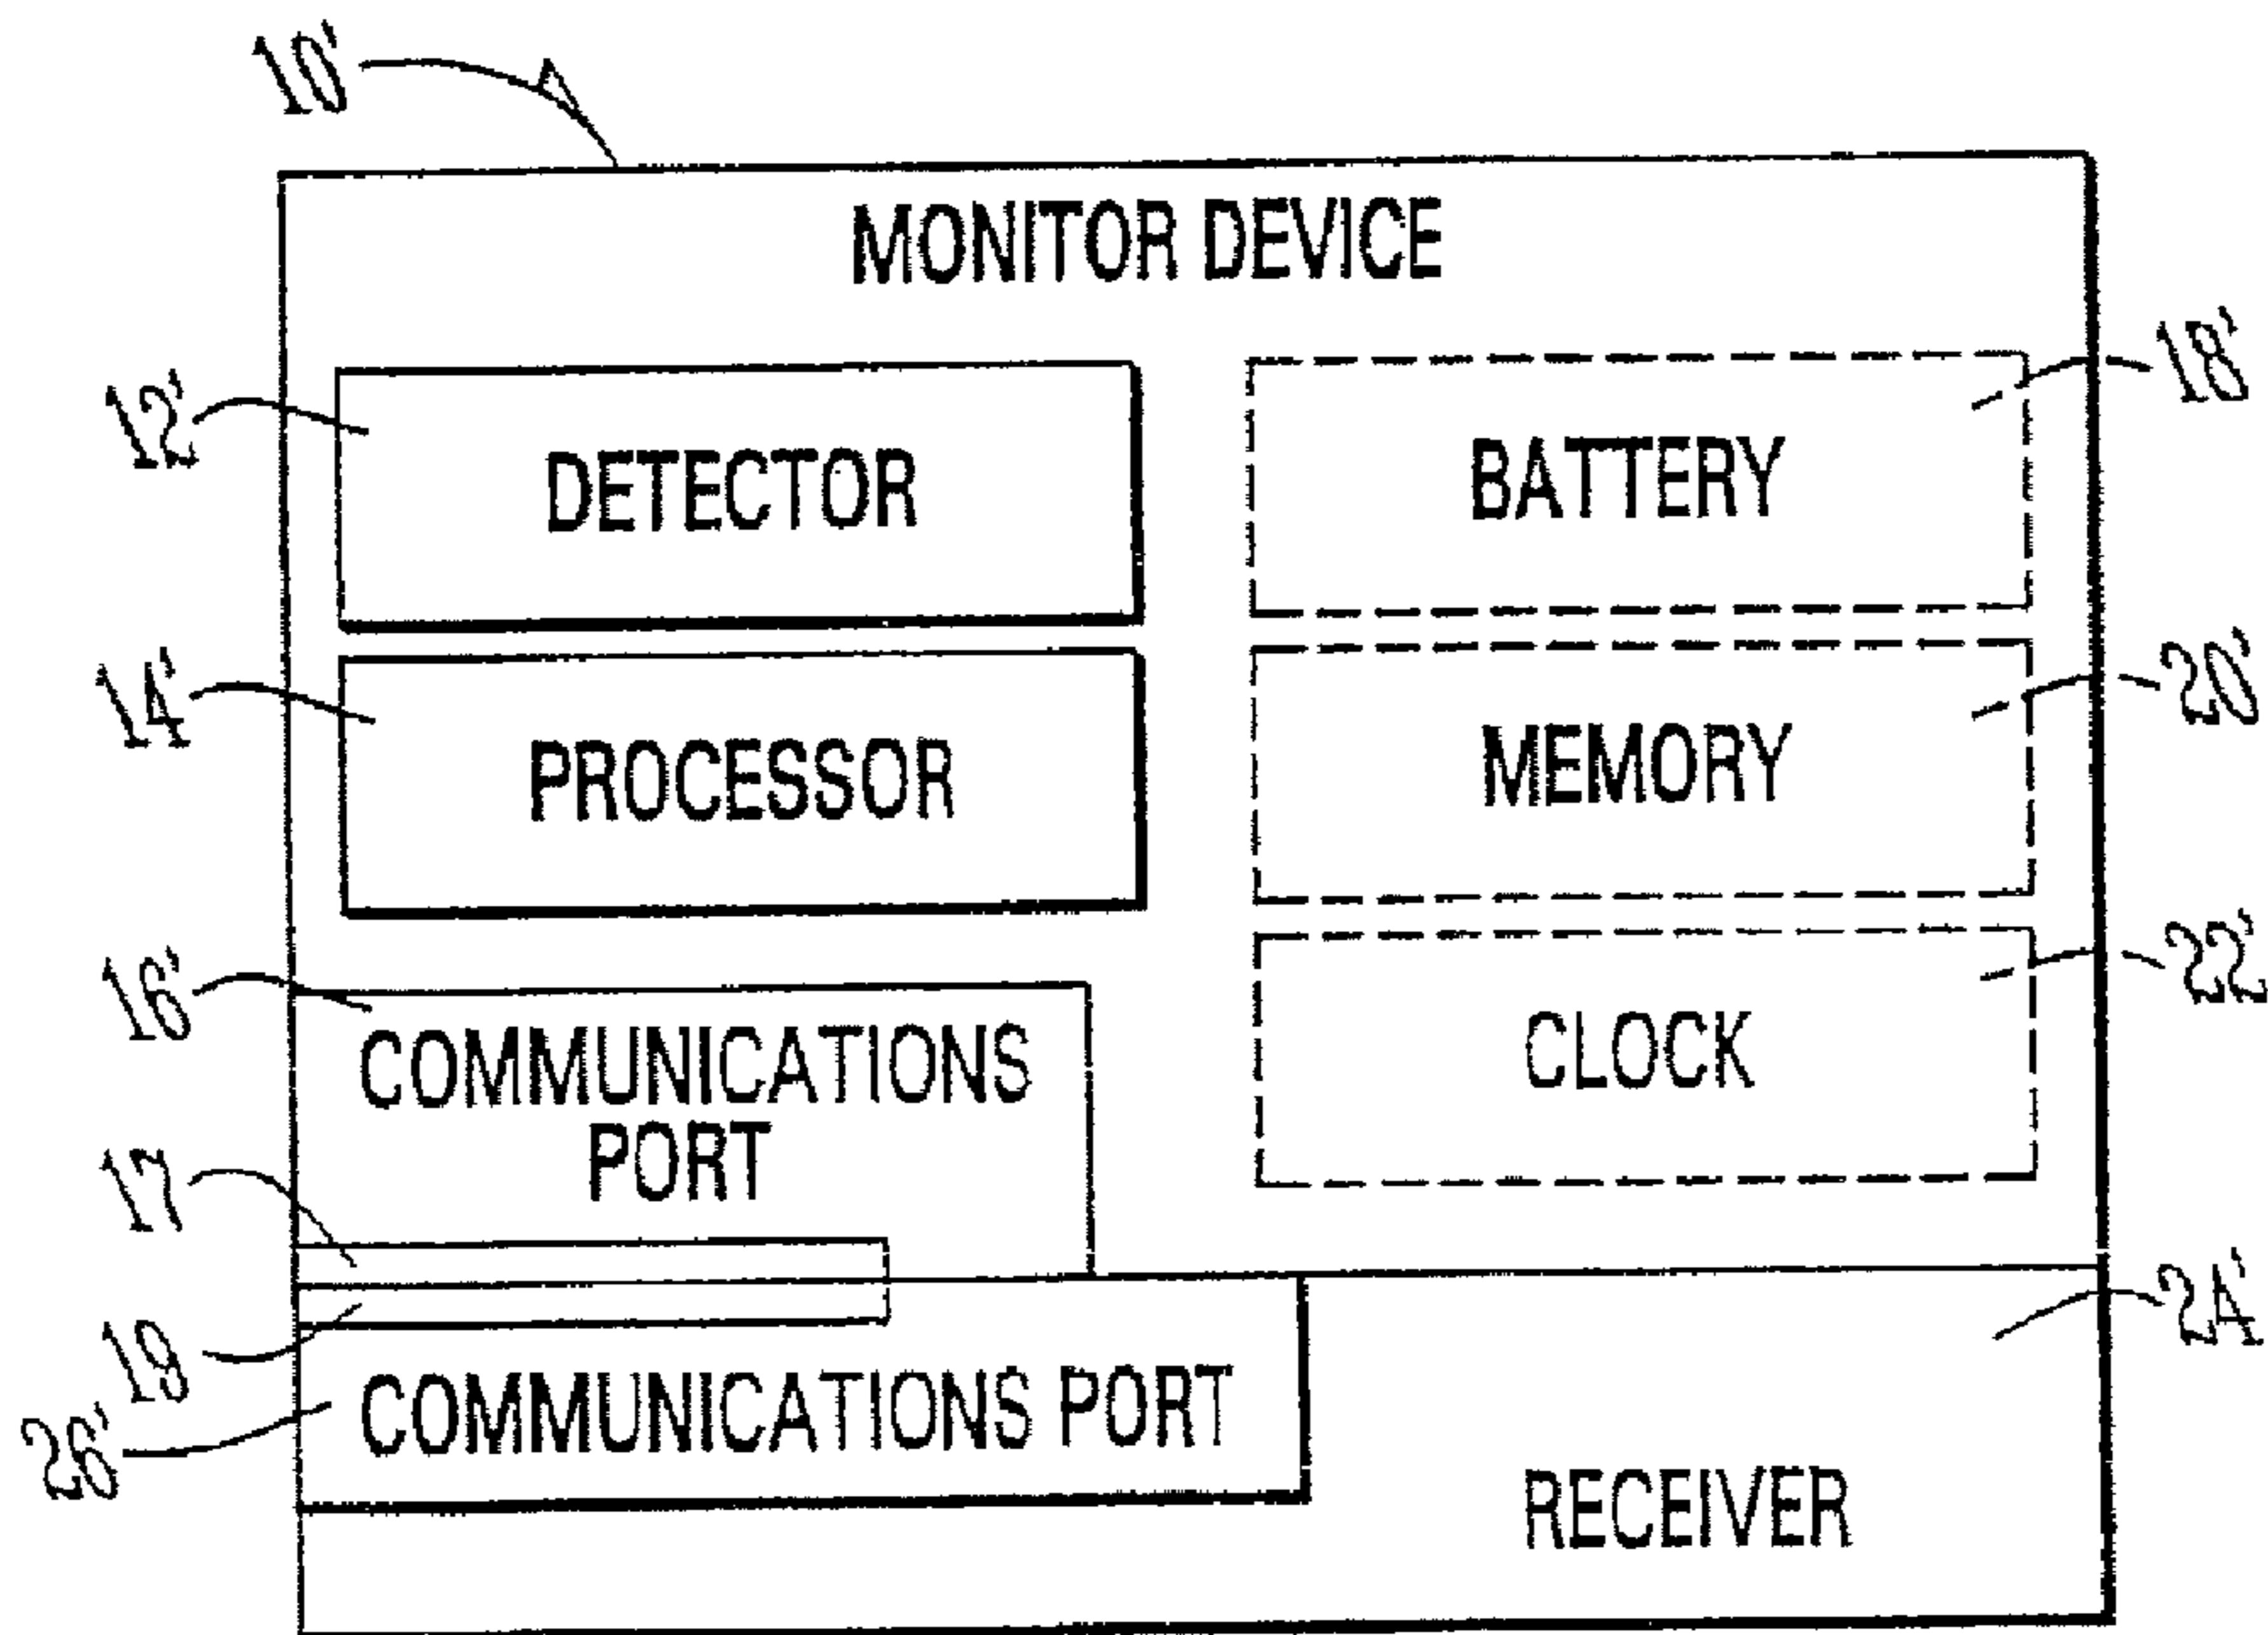 10'
MONITOR DEVICE
12'
DETECTOR
BATTERY
18'
14'
PROCESSOR
MEMORY
20'
16'
COMMUNICATIONS
PORT
CLOCK
22'
17
19
26'
COMMUNICATIONS PORT
24'
RECEIVER